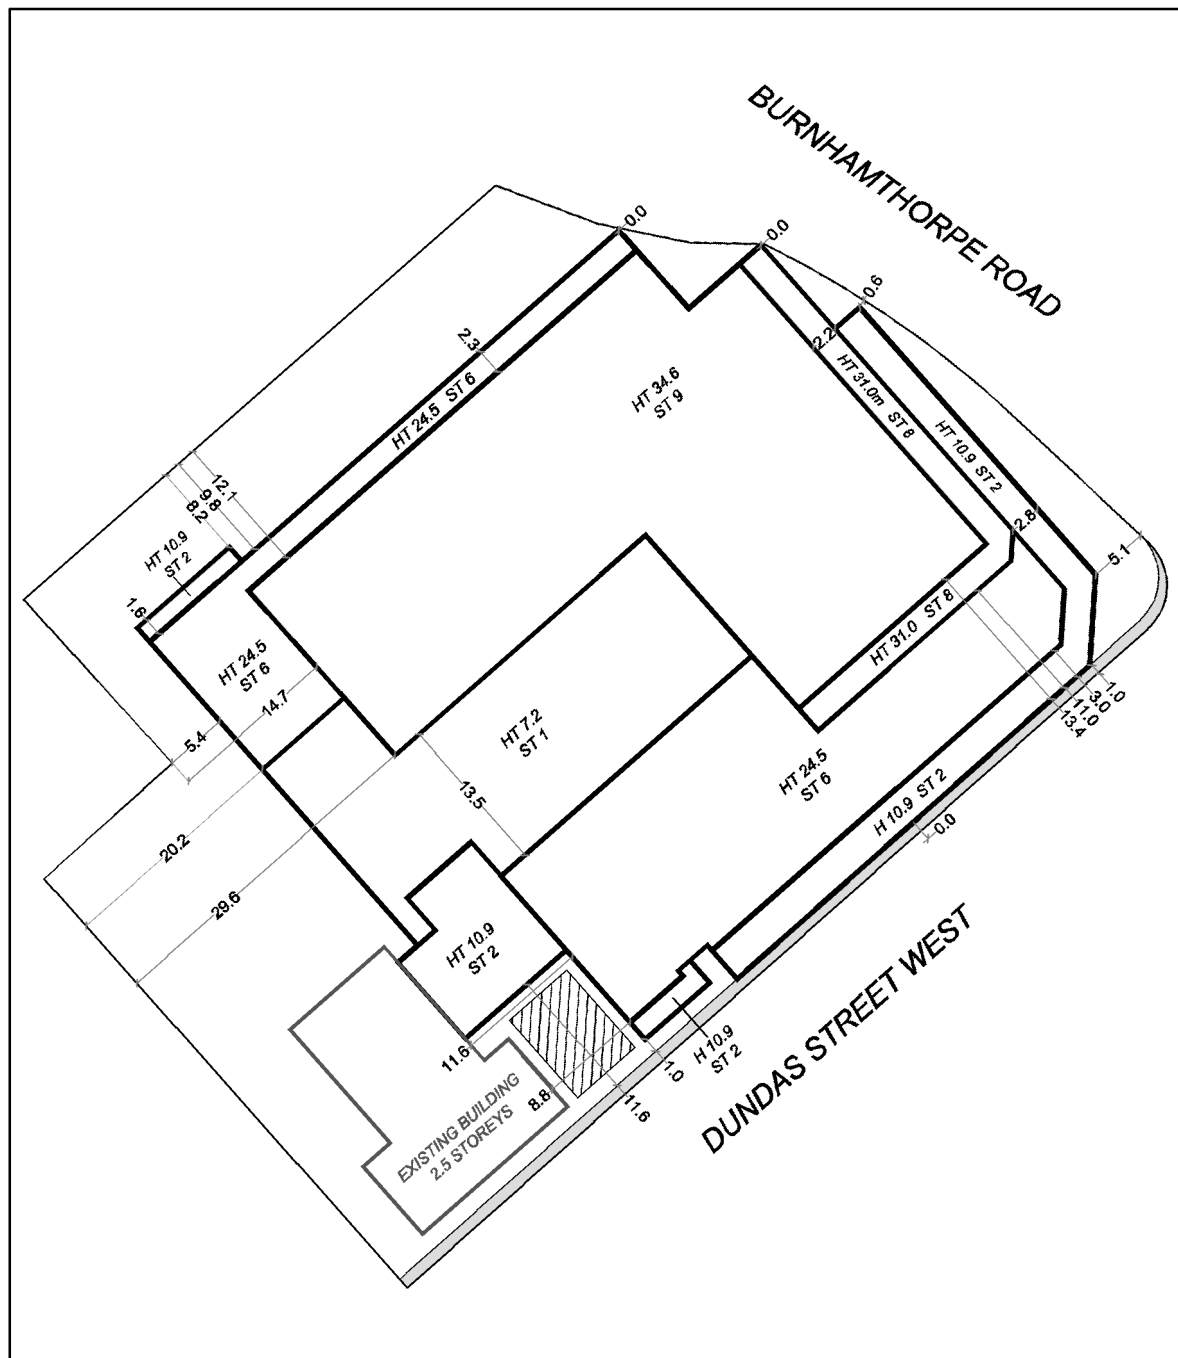 BURNHAMTHORPE ROAD
0.0
0.0
0.6
2.3
2.2
HT 24.5 ST 6
HT 34.6
ST 9
HT 31.0m ST 8
HT 10.9 ST 2
12.1
9.8
8.2
2.8
5.1
HT 10.9
ST 2
1.6
HT 24.5
ST 6
14.7
5.4
HT 31.0 ST 8
1.0
3.0
11.0
13.4
HT 7.2
ST 1
13.5
HT 24.5
ST 6
H 10.9 ST 2
0.0
20.2
29.6
HT 10.9
ST 2
H 10.9
ST 2
11.6
1.0
8.8
11.6
EXISTING BUILDING
2.5 STOREYS
DUNDAS STREET WEST